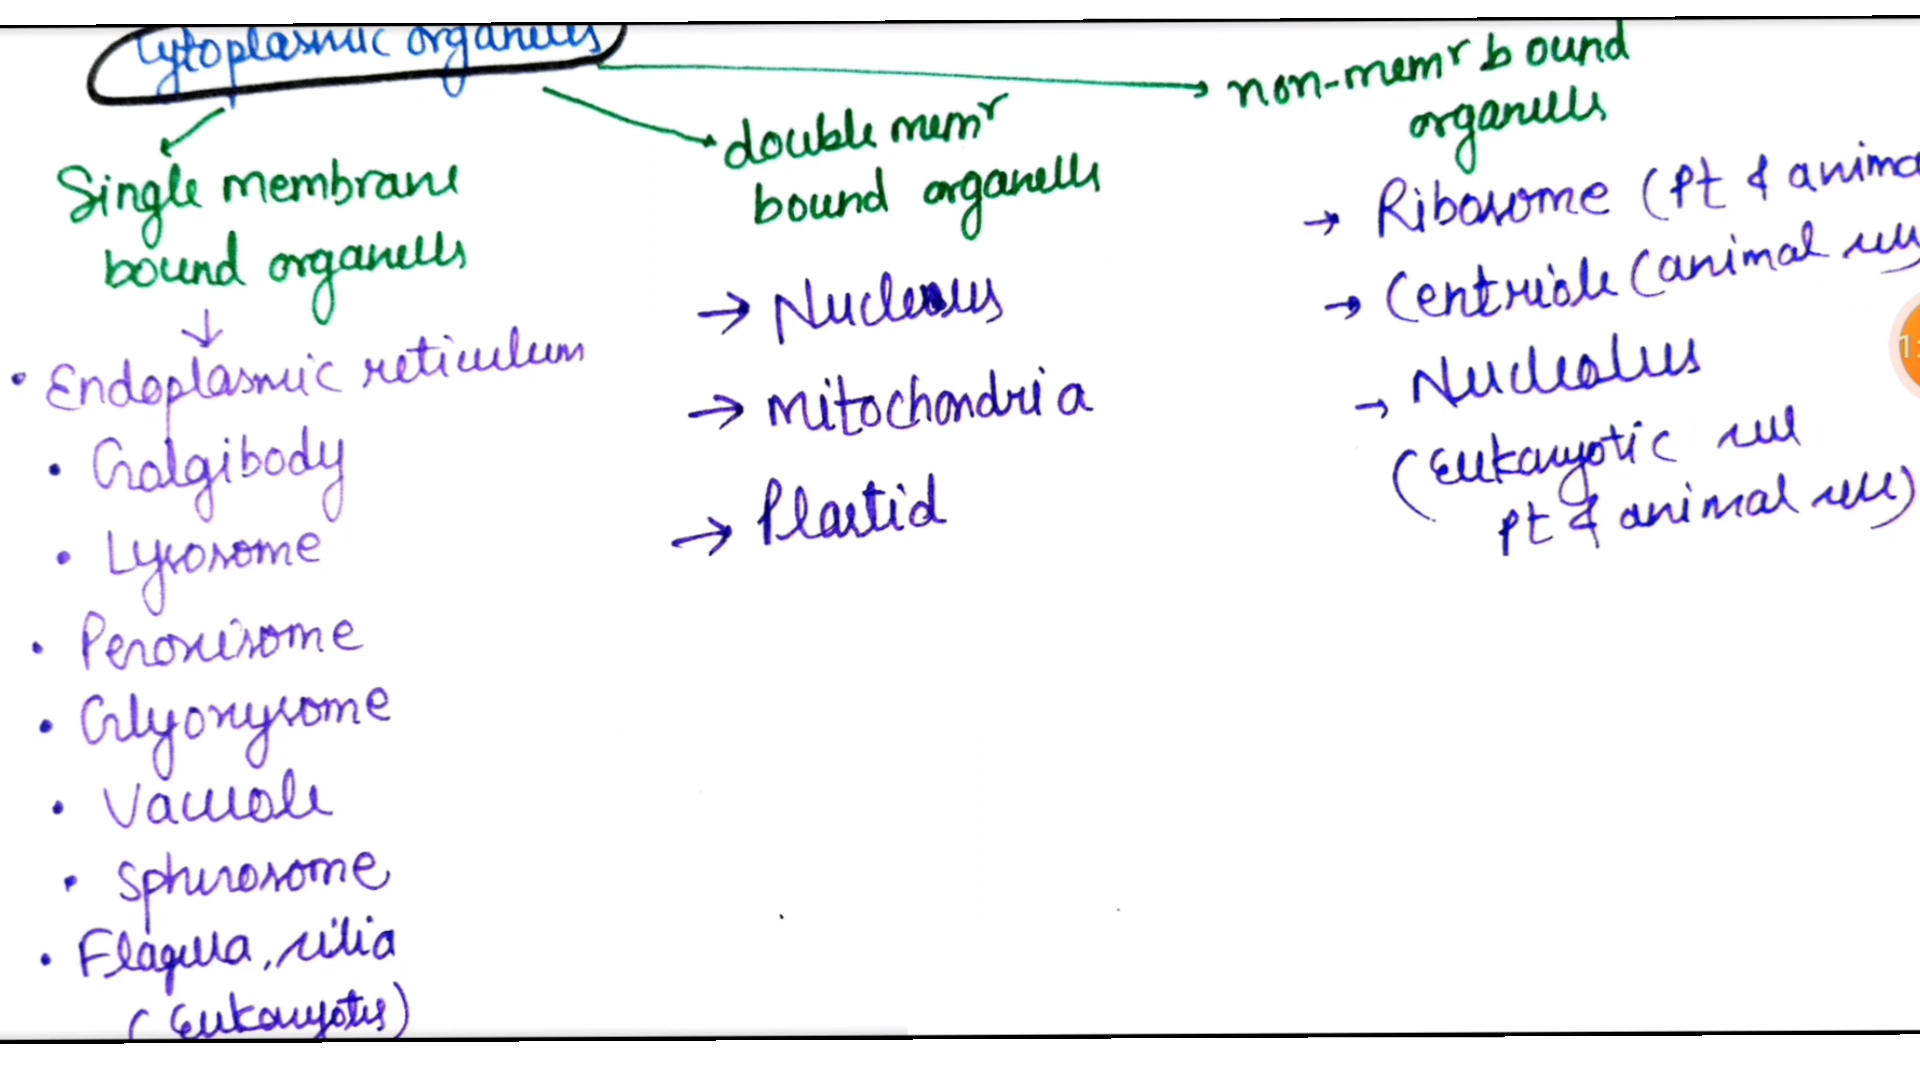 Cytoplasmic organelles
Single membrane
bound organells
• Endoplasmic reticulum
• Golgibody
• Lysosome
• Peroxisome
• Glyoxysome
• Vacuole
• Spherosome
• Flagella, cilia
(Eukaryotes)
double memr
bound organells
→ Nucleus
→ Mitochondria
→ Plastid
non-memr bound
organells
→ Ribosome (Pt & anima
→ Centriole (animal cell
→ Nucleolus
(Eukaryotic cell
Pt & animal cell)